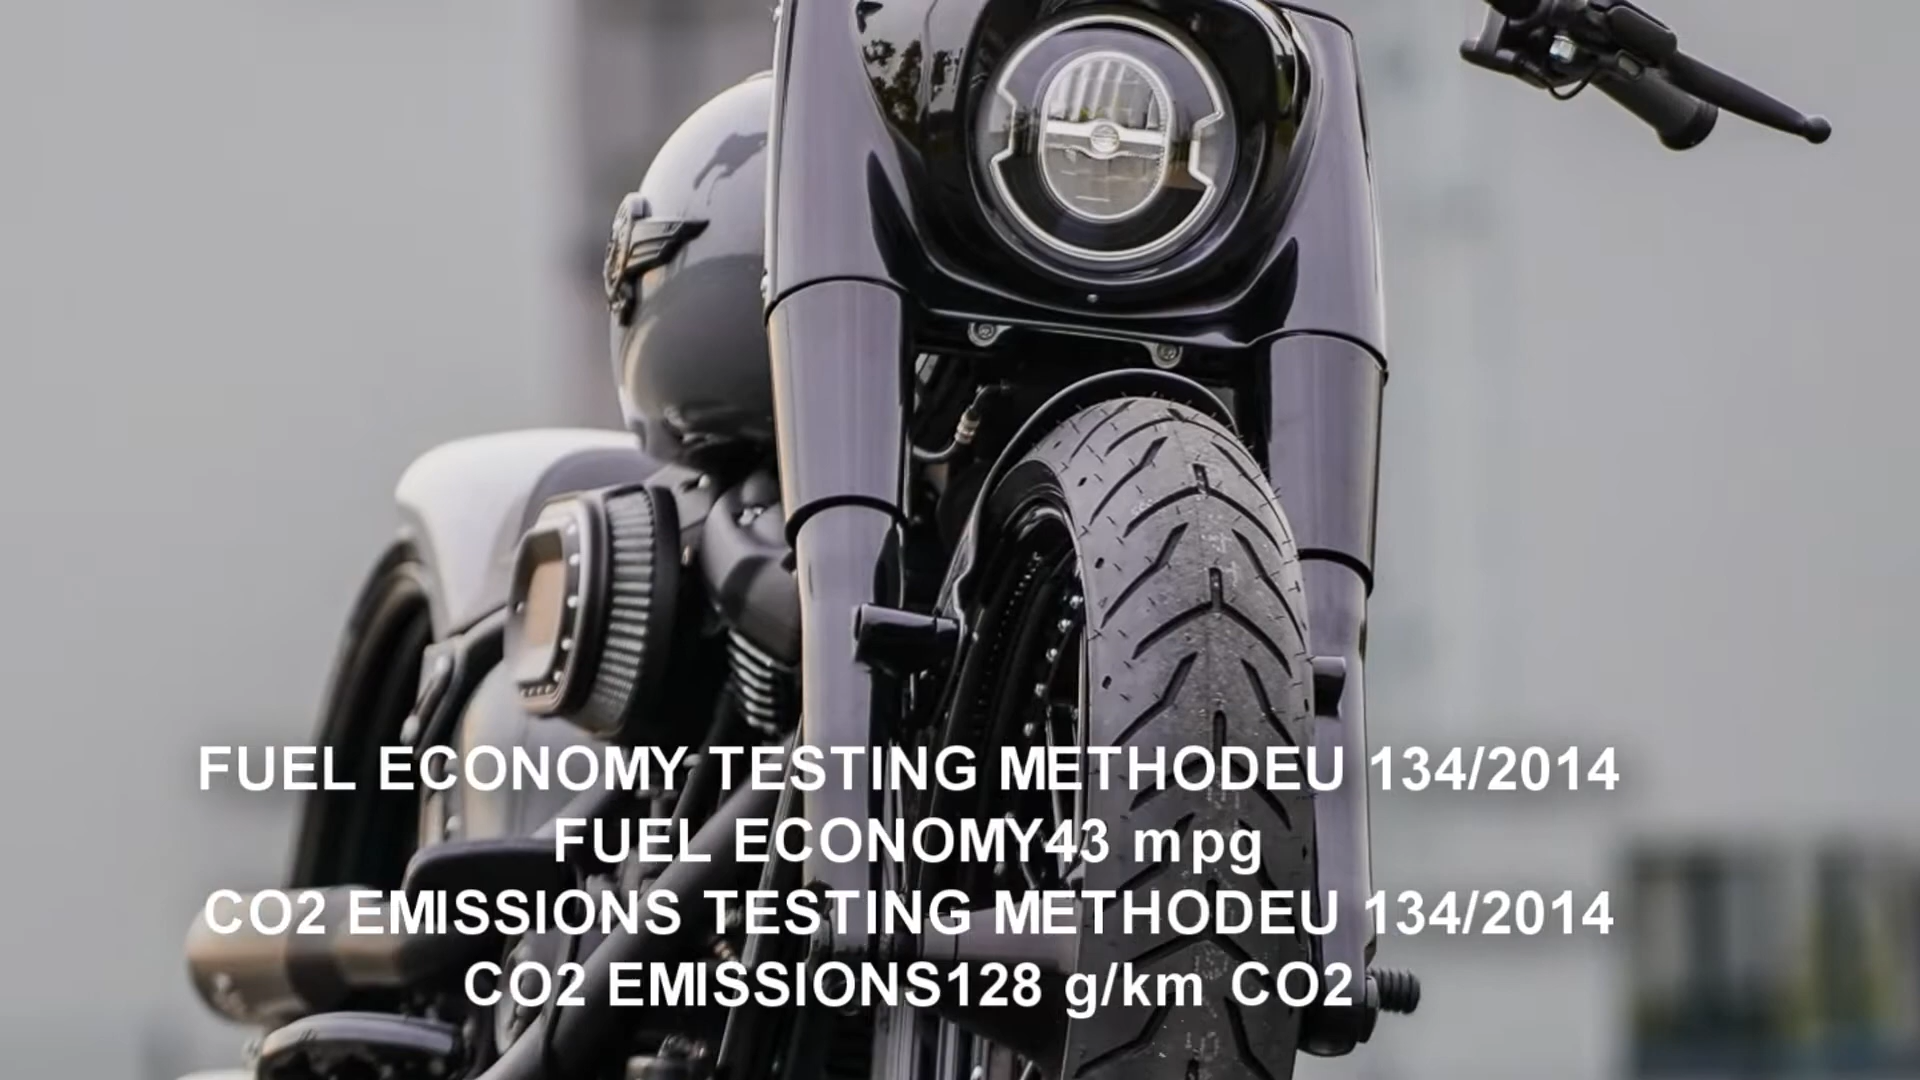 FUEL ECONOMY TESTING METHODEU 134/2014
FUEL ECONOMY43 mpg
CO2 EMISSIONS TESTING METHODEU 134/2014
CO2 EMISSIONS128 g/km CO2